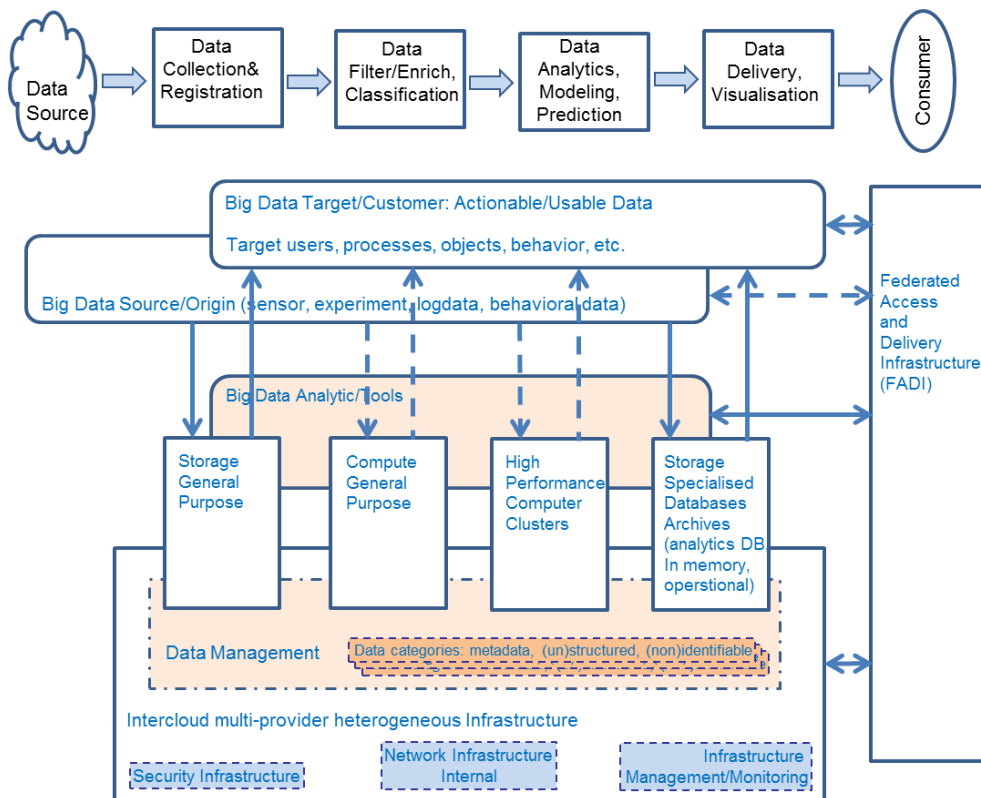 Data
Source
Data
Collection&
Registration
Data
Filter/Enrich,
Classification
Data
Analytics,
Modeling,
Prediction
Data
Delivery,
Visualisation
Consumer
Big Data Target/Customer: Actionable/Usable Data
Target users, processes, objects, behavior, etc.
Big Data Source/Origin (sensor, experiment, logdata, behavioral data)
Federated
Access
and
Delivery
Infrastructure
(FADI)
Big Data Analytic/Tools
Storage
General
Purpose
Compute
General
Purpose
High
Performance
Computer
Clusters
Storage
Specialised
Databases
Archives
(analytics DB
In memory,
operstional)
Data Management
Data categories: metadata, (un)structured, (non)identifiable
Intercloud multi-provider heterogeneous Infrastructure
Security Infrastructure
Network Infrastructure
Internal
Infrastructure
Management/Monitoring